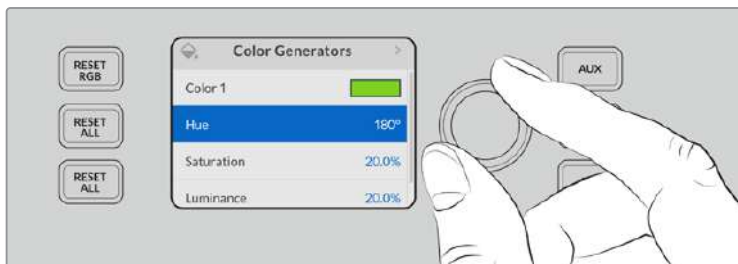 RESET
RGB
RESET
ALL
RESET
ALL
Color Generators
Color 1
Hue 180°
Saturation 20.0%
Luminance 20.0%
AUX